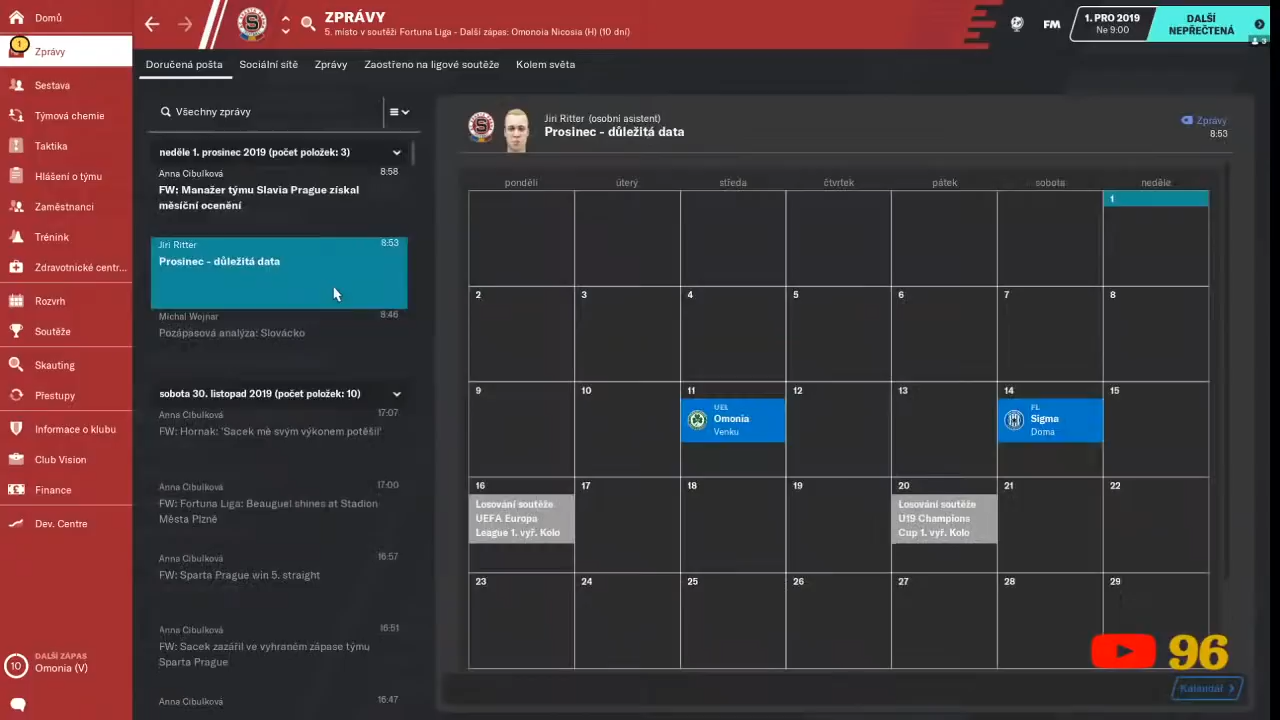 Domů
1
Zprávy
Sestava
Týmová chemie
Taktika
Hlášení o týmu
Zaměstnanci
Trénink
Zdravotnické centr...
Rozvrh
Soutěže
Skauting
Přestupy
Informace o klubu
Club Vision
Finance
Dev. Centre
10
DALŠÍ ZÁPAS
Omonia (V)
ZPRÁVY
5. místo v soutěži Fortuna Liga - Další zápas: Omonoia Nicosia (H) (10 dní)
FM
1. PRO 2019
Ne 9:00
DALŠÍ
NEPŘEČTENÁ
3
Doručená pošta
Sociální sítě
Zprávy
Zaostřeno na ligové soutěže
Kolem světa
Všechny zprávy
neděle 1. prosinec 2019 (počet položek: 3)
Anna Cibulková 8:58
FW: Manažer týmu Slavia Prague získal
měsíční ocenění
Jiri Ritter 8:53
Prosinec - důležitá data
Michal Wojnar 8:46
Pozápasová analýza: Slovácko
sobota 30. listopad 2019 (počet položek: 10)
Anna Cibulková 17:07
FW: Hornak: 'Sacek mě svým výkonem potěšil'
Anna Cibulková 17:00
FW: Fortuna Liga: Beauguel shines at Stadion
Města Plzně
Anna Cibulková 16:57
FW: Sparta Prague win 5. straight
Anna Cibulková 16:51
FW: Sacek zazářil ve vyhraném zápase týmu
Sparta Prague
Anna Cibulková 16:47
Jiri Ritter (osobní asistent)
Prosinec - důležitá data
Zprávy
8:53
pondělí úterý středa čtvrtek pátek sobota neděle
1
2 3 4 5 6 7 8
9 10 11 12 13 14 15
UEL
Omonia
Venku
FL
Sigma
Doma
16 17 18 19 20 21 22
Losování soutěže
UEFA Europa
League 1. vyř. Kolo
Losování soutěže
U19 Champions
Cup 1. vyř. Kolo
23 24 25 26 27 28 29
96
Kalendář